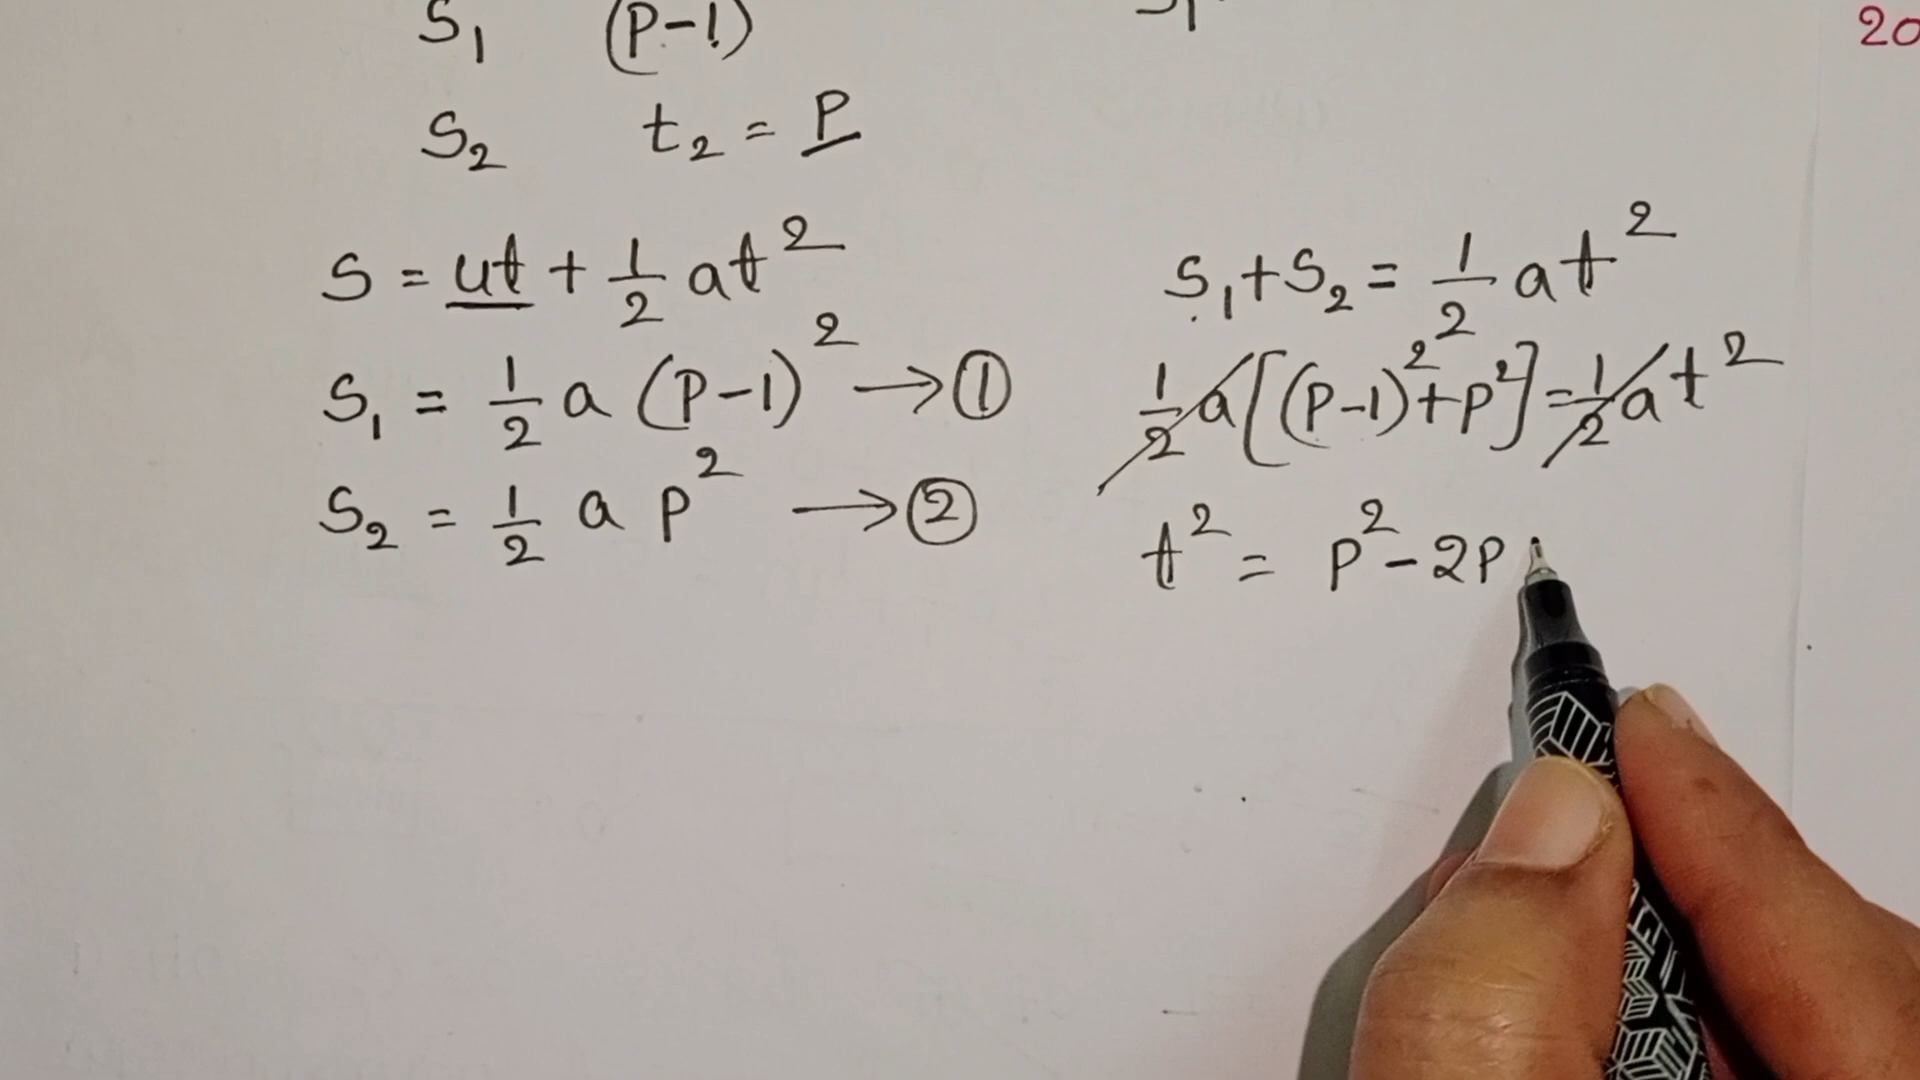 S₁ (P-1)
S₂ t₂ = P
S = ut + 1/2 at²
S₁ = 1/2 a (P-1)² → ①
S₂ = 1/2 a P² → ②
20
S₁+S₂ = 1/2 at²
1/2 a[(P-1)²+P²] = 1/2 at²
t² = P² - 2P